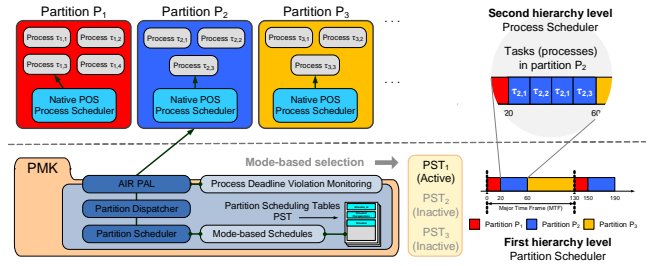 Partition P1
Partition P2
Partition P3
. . .
Process τ1,1
Process τ1,2
Process τ1,3
Process τ1,4
Native POS
Process Scheduler
Process τ2,1
Process τ2,2
Process τ2,3
Native POS
Process Scheduler
Process τ3,1
Process τ3,2
Process τ3,3
Native POS
Process Scheduler
. . .
Second hierarchy level
Process Scheduler
Tasks (processes)
in partition P2
τ2,1 τ2,2 τ2,1 τ2,3
20 60
PMK
Mode-based selection
AIR PAL
Process Deadline Violation Monitoring
Partition Dispatcher
Partition Scheduling Tables
PST
Partition Scheduler
Mode-based Schedules
PST1
(Active)
PST2
(Inactive)
PST3
(Inactive)
0 20 60 130 150 190
Major Time Frame (MTF)
Partition P1 Partition P2 Partition P3
First hierarchy level
Partition Scheduler